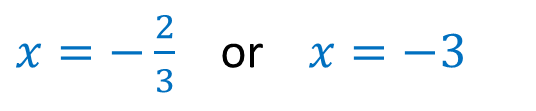 x = −2/3 or x = −3